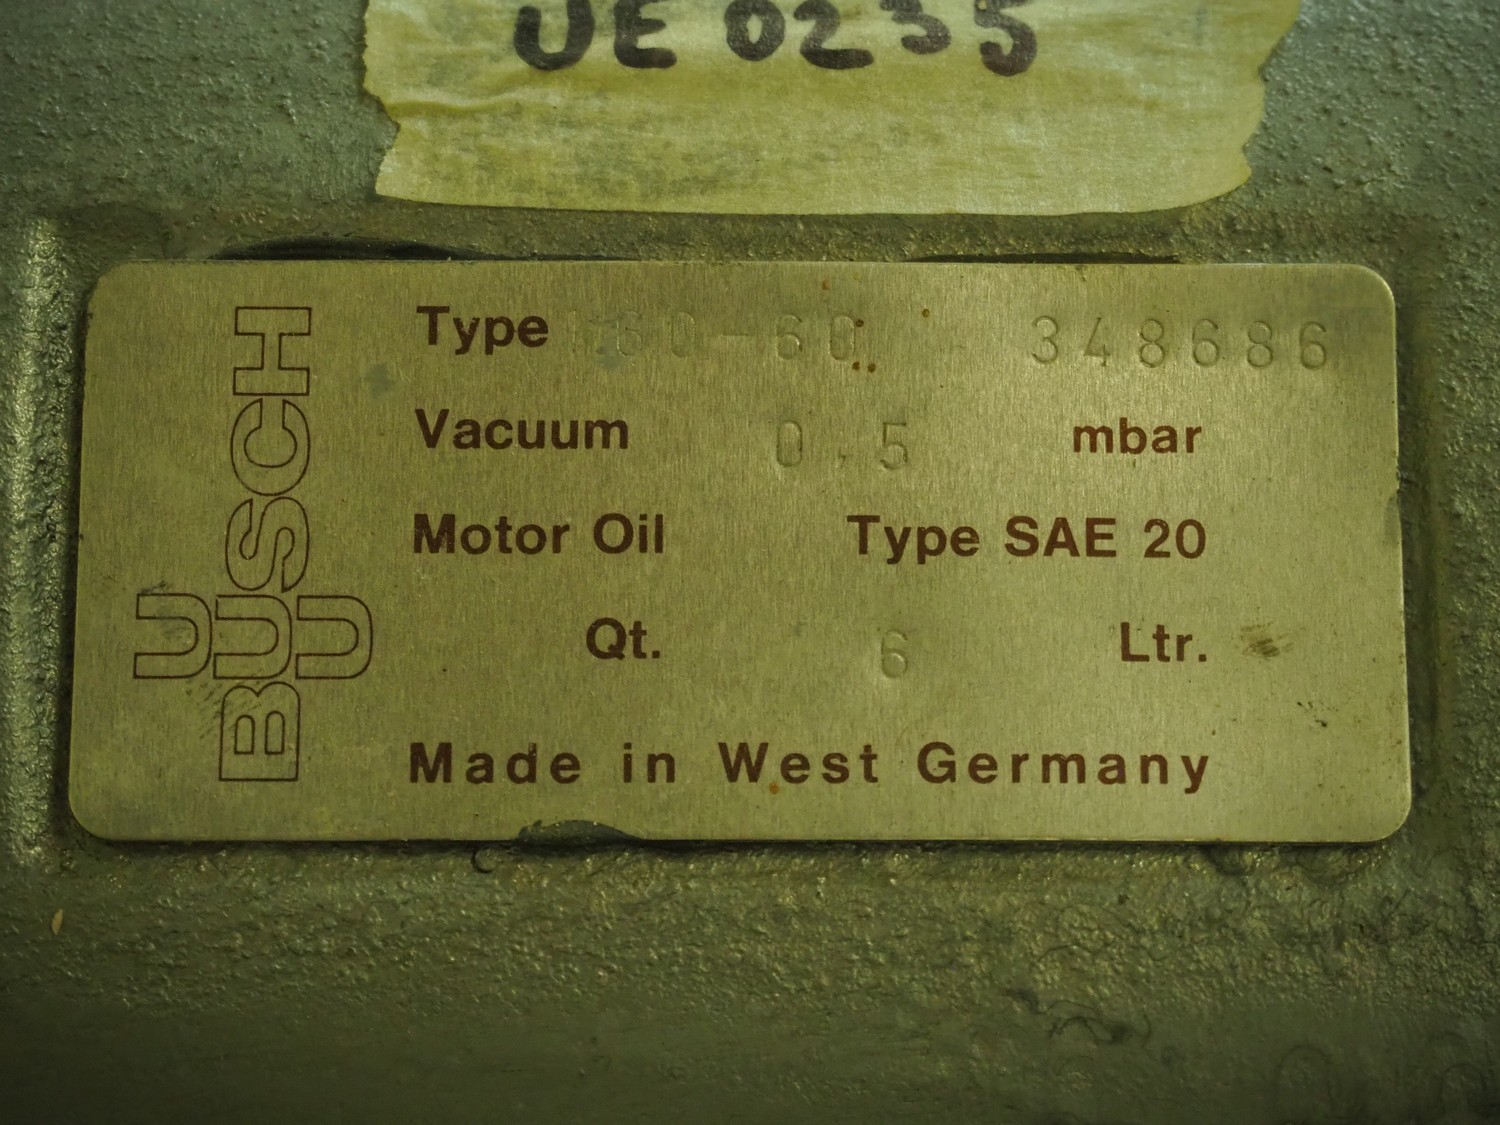 UE 0235
BUSCH
U U
Type 160-60 348686
Vacuum 0.5 mbar
Motor Oil Type SAE 20
Qt. 6 Ltr.
Made in West Germany